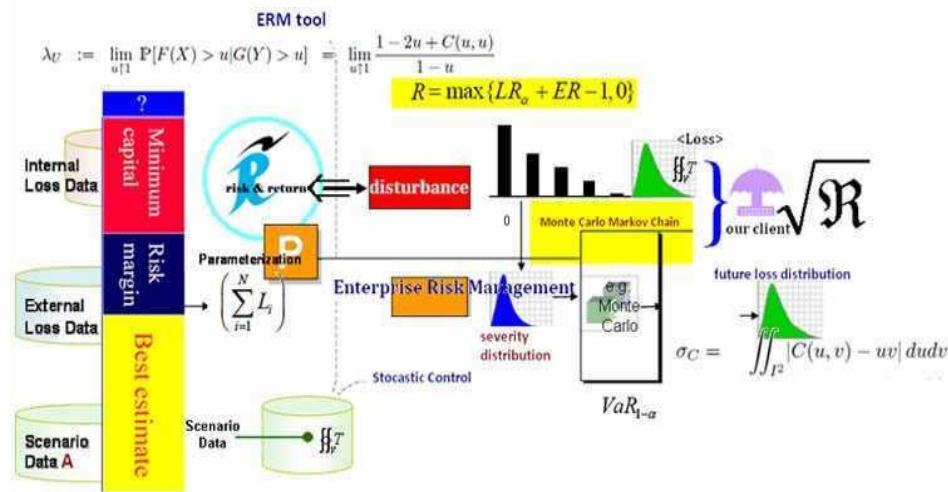 ERM tool
λ_U := lim_{u↑1} ℙ[F(X) > u|G(Y) > u] = lim_{u↑1} \frac{1 − 2u + C(u, u)}{1 − u}
R = max {LR_α + ER − 1, 0}
?
Minimum
capital
Internal
Loss Data
risk & return
disturbance
<Loss>
∯_v T
0
Monte Carlo Markov Chain
our client
√ℜ
Risk
margin
Parameterization
P
(∑_{i=1}^{N} L_i)
External
Loss Data
Enterprise Risk Management
severity
distribution
e.g.
Monte
Carlo
future loss distribution
σ_C = ∬_{I²} |C(u, v) − uv| dudv
VaR_{1−α}
Best estimate
Stocastic Control
Scenario
Data
∯_v T
Scenario
Data A